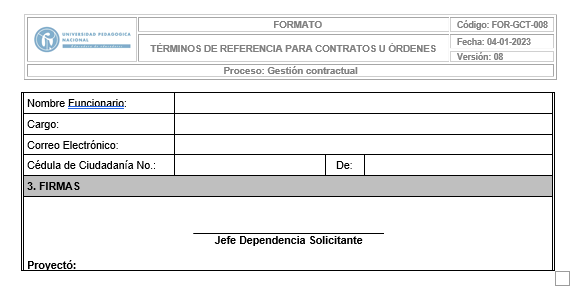 UNIVERSIDAD PEDAGÓGICA
NACIONAL
FORMATO
Código: FOR-GCT-008
TÉRMINOS DE REFERENCIA PARA CONTRATOS U ÓRDENES
Fecha: 04-01-2023
Versión: 08
Proceso: Gestión contractual
Nombre Funcionario:
Cargo:
Correo Electrónico:
Cédula de Ciudadanía No.:
De:
3. FIRMAS
Jefe Dependencia Solicitante
Proyectó: